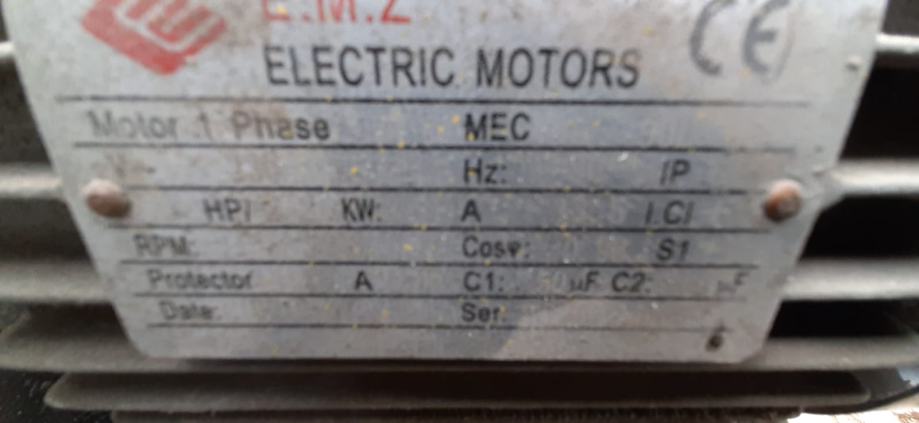 E.M.Z CE
ELECTRIC MOTORS
Motor 1 Phase MEC
V Hz: IP
HP/ KW: A I.Cl
RPM: Cosφ: S1
Protector A C1: µF C2: µF
Date: Ser: